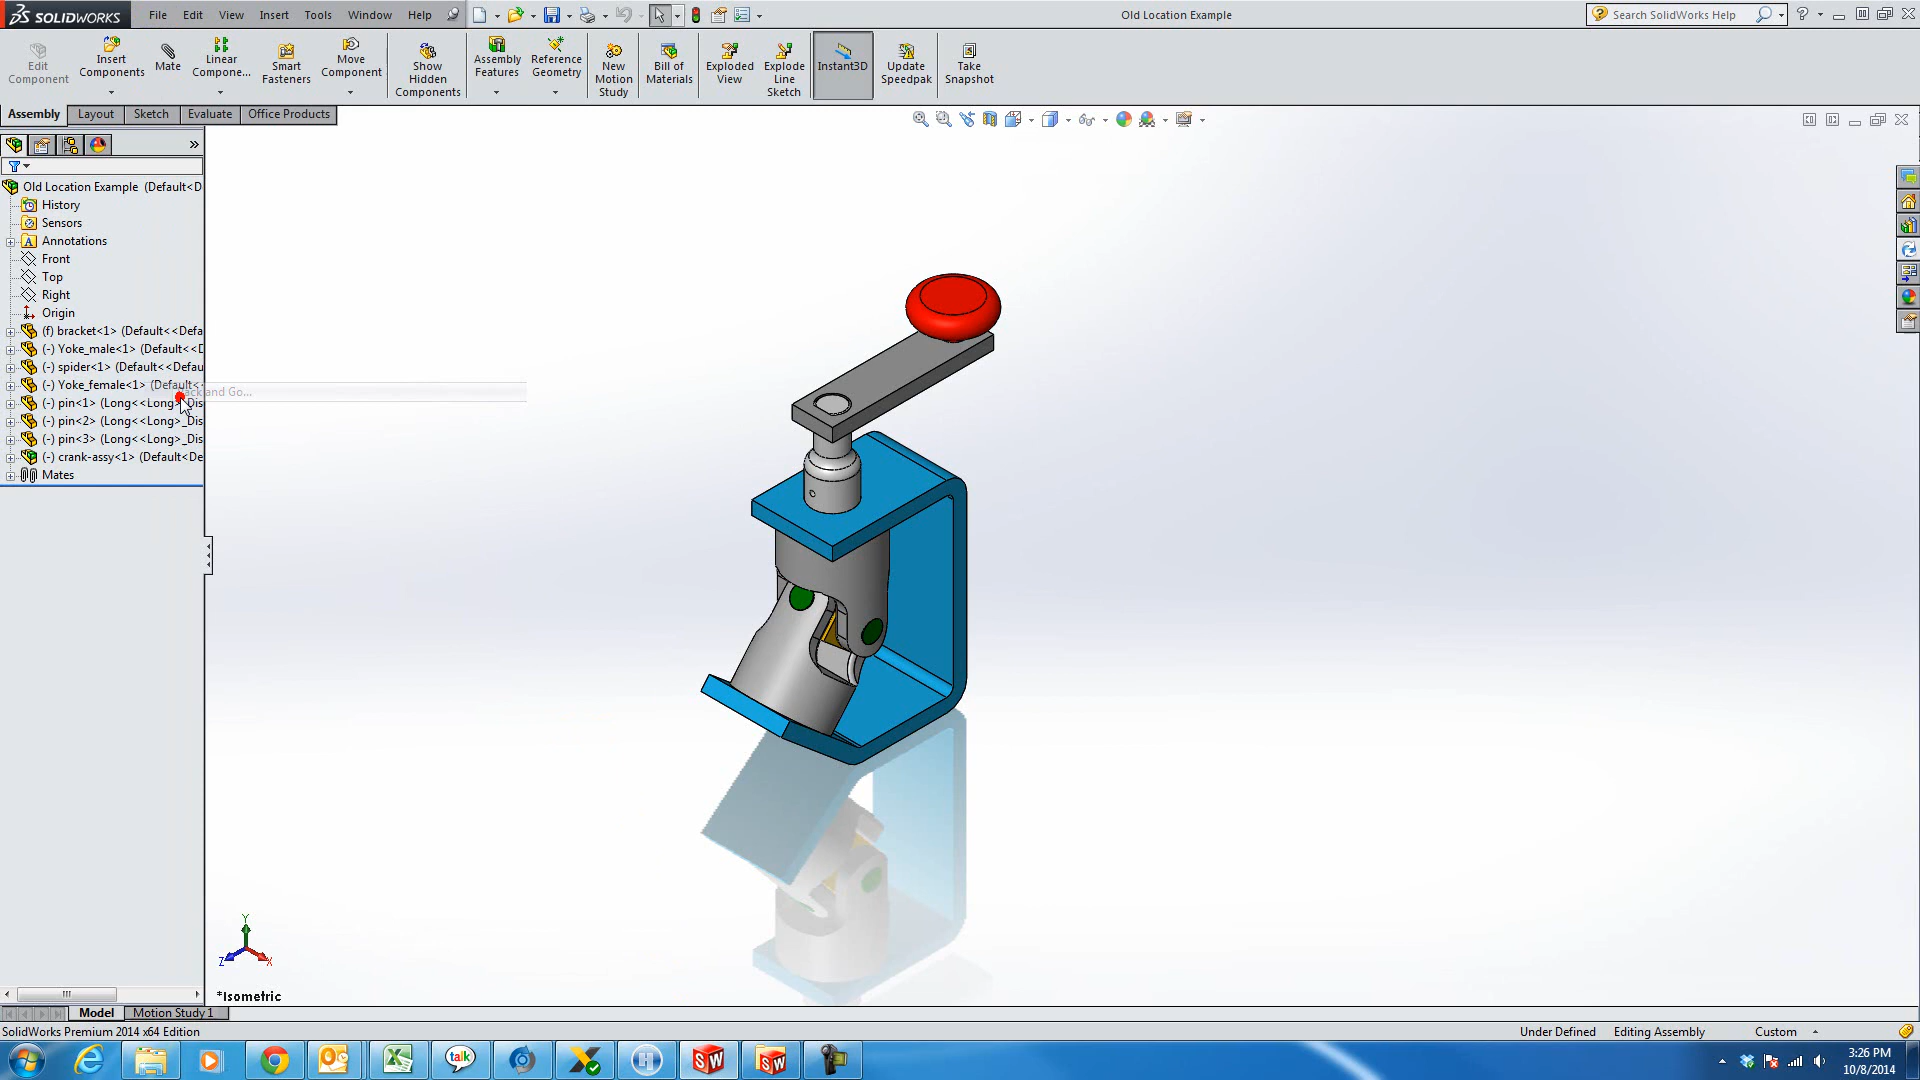 SOLIDWORKS File Edit View Insert Tools Window Help Old Location Example Search SolidWorks Help
Edit Component
Insert Components
Mate
Linear Compone...
Smart Fasteners
Move Component
Show Hidden Components
Assembly Features
Reference Geometry
New Motion Study
Bill of Materials
Exploded View
Explode Line Sketch
Instant3D
Update Speedpak
Take Snapshot
Assembly Layout Sketch Evaluate Office Products
Old Location Example (Default<D
History
Sensors
Annotations
Front
Top
Right
Origin
(f) bracket<1> (Default<<Defa
(-) Yoke_male<1> (Default<<D
(-) spider<1> (Default<<Defau
(-) Yoke_female<1> (Default<
and Go...
(-) pin<1> (Long<<Long>_Dis
(-) pin<2> (Long<<Long>_Dis
(-) pin<3> (Long<<Long>_Dis
(-) crank-assy<1> (Default<De
Mates
Y
Z X
*Isometric
Model Motion Study 1
SolidWorks Premium 2014 x64 Edition Under Defined Editing Assembly Custom
talk SW SW
3:26 PM
10/8/2014